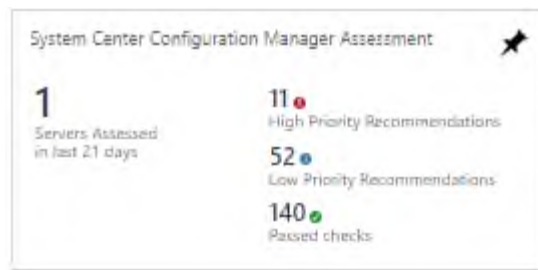 System Center Configuration Manager Assessment
1
Servers Assessed
in last 21 days
11
High Priority Recommendations
52
Low Priority Recommendations
140
Passed checks